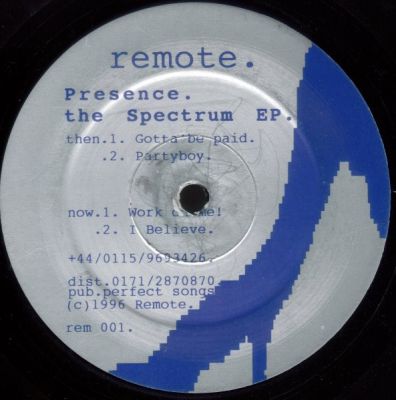 remote.
Presence.
the Spectrum EP.
then.1. Gotta'be paid.
.2. Partyboy.
now.1. Work me!
.2. I Believe.
+44/0115/9693426.
dist.0171/2870870.
pub.perfect songs
(c)1996 Remote.
rem 001.